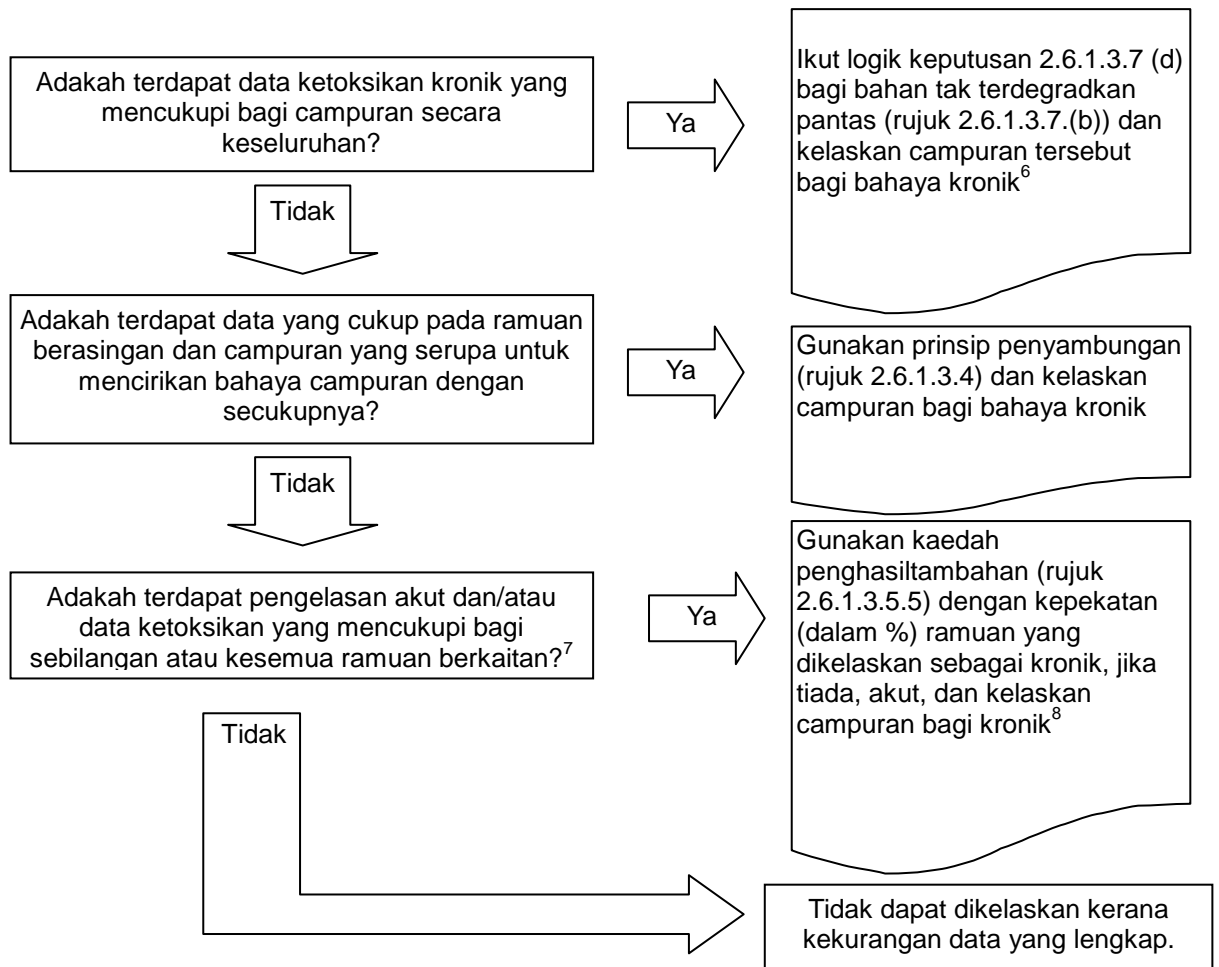 Adakah terdapat data ketoksikan kronik yang
mencukupi bagi campuran secara
keseluruhan?
Ya
Ikut logik keputusan 2.6.1.3.7 (d)
bagi bahan tak terdegradkan
pantas (rujuk 2.6.1.3.7.(b)) dan
kelaskan campuran tersebut
bagi bahaya kronik⁶
Tidak
Adakah terdapat data yang cukup pada ramuan
berasingan dan campuran yang serupa untuk
mencirikan bahaya campuran dengan
secukupnya?
Ya
Gunakan prinsip penyambungan
(rujuk 2.6.1.3.4) dan kelaskan
campuran bagi bahaya kronik
Tidak
Adakah terdapat pengelasan akut dan/atau
data ketoksikan yang mencukupi bagi
sebilangan atau kesemua ramuan berkaitan?⁷
Ya
Gunakan kaedah
penghasiltambahan (rujuk
2.6.1.3.5.5) dengan kepekatan
(dalam %) ramuan yang
dikelaskan sebagai kronik, jika
tiada, akut, dan kelaskan
campuran bagi kronik⁸
Tidak
Tidak dapat dikelaskan kerana
kekurangan data yang lengkap.